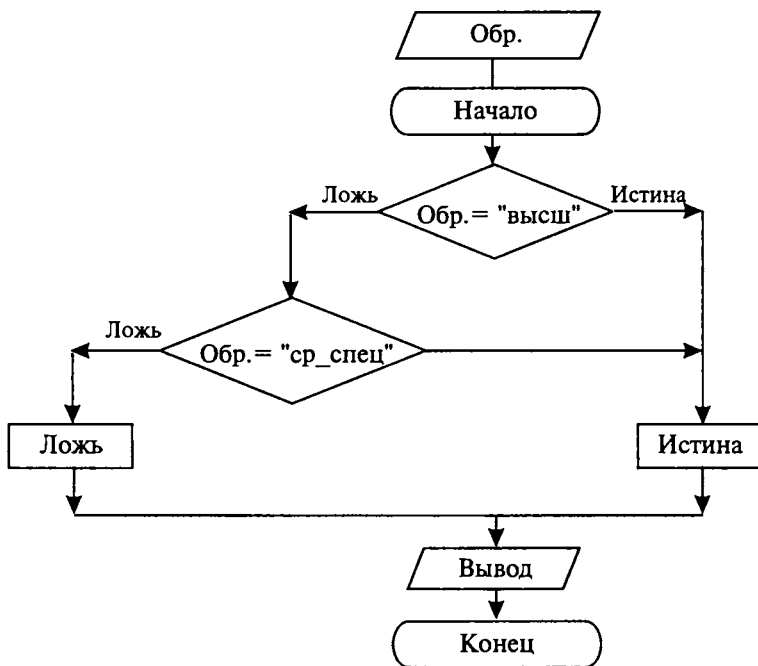 Обр.
Начало
Ложь
Истина
Обр.= "высш"
Ложь
Обр.= "ср_спец"
Ложь
Истина
Вывод
Конец